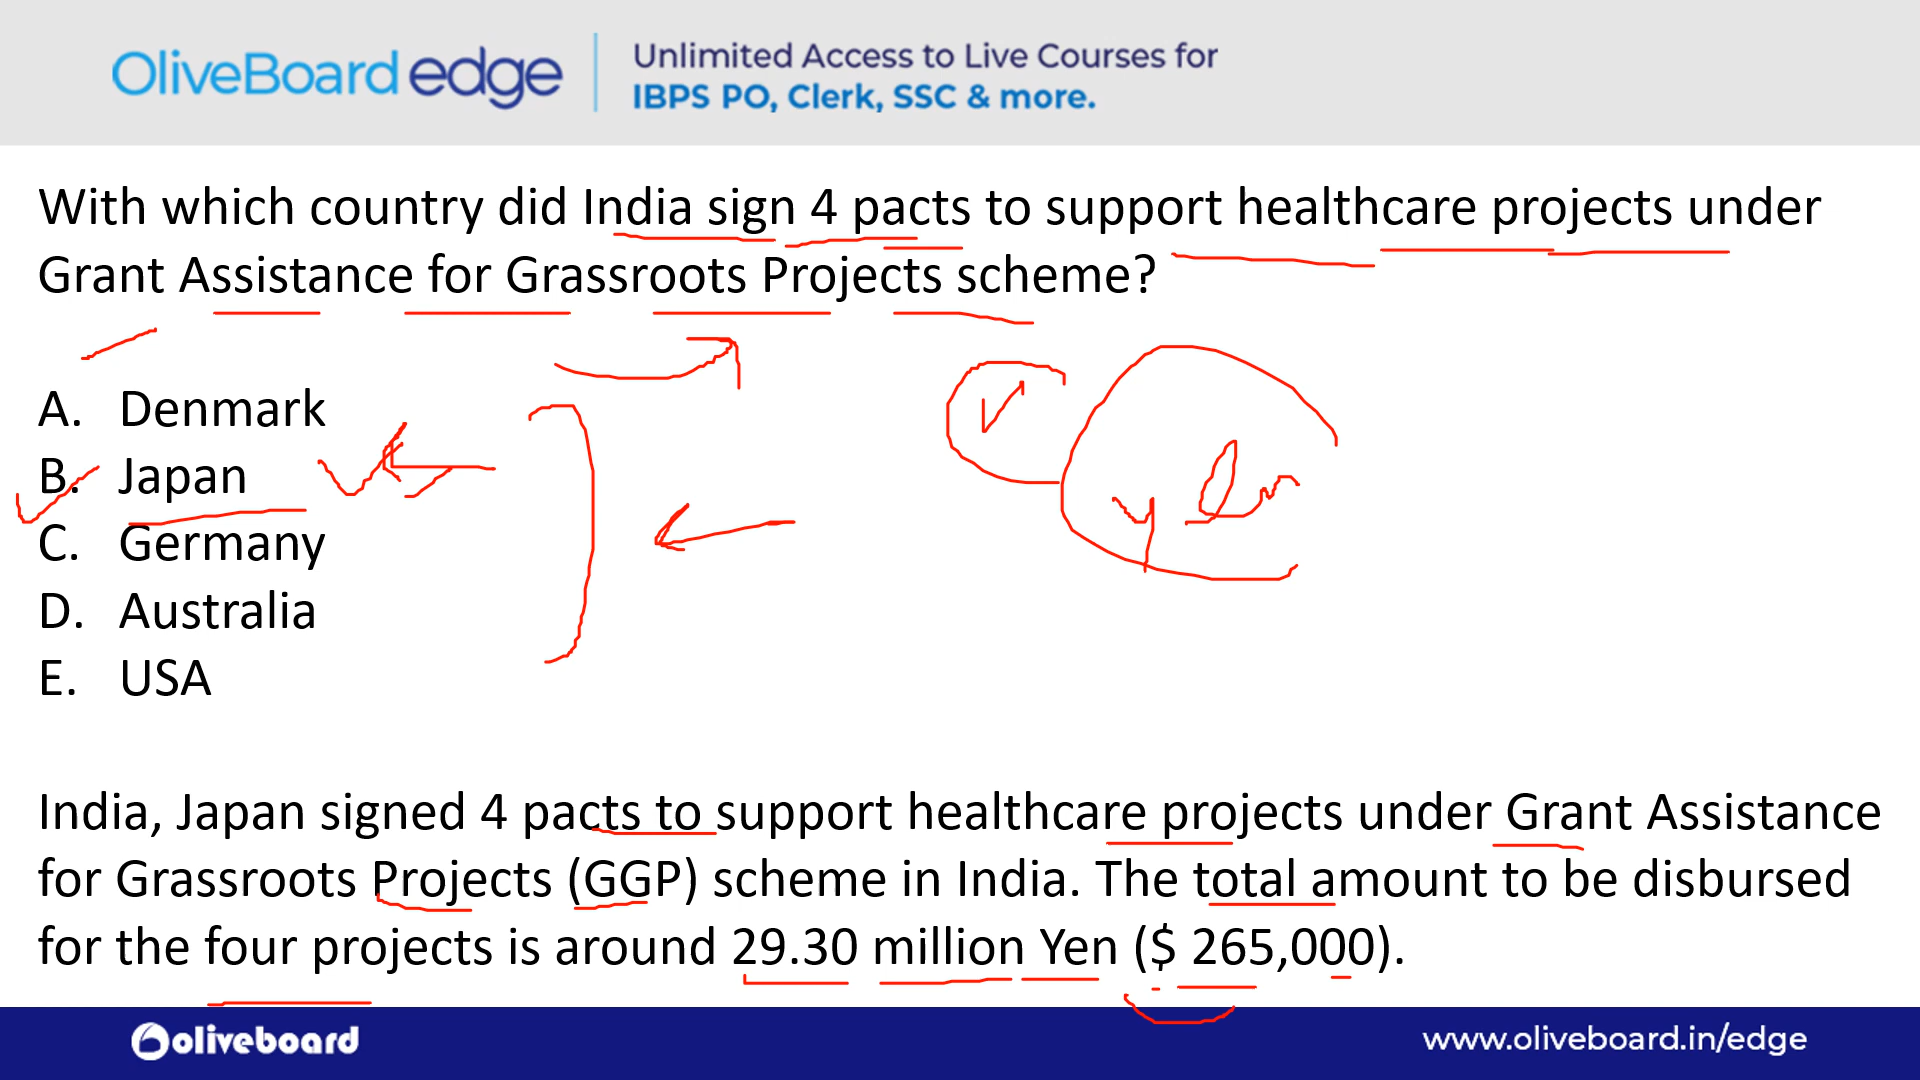 OliveBoard edge
Unlimited Access to Live Courses for
IBPS PO, Clerk, SSC & more.
With which country did India sign 4 pacts to support healthcare projects under
Grant Assistance for Grassroots Projects scheme?
A. Denmark
B. Japan
C. Germany
D. Australia
E. USA
India, Japan signed 4 pacts to support healthcare projects under Grant Assistance
for Grassroots Projects (GGP) scheme in India. The total amount to be disbursed
for the four projects is around 29.30 million Yen ($ 265,000).
oliveboard
www.oliveboard.in/edge